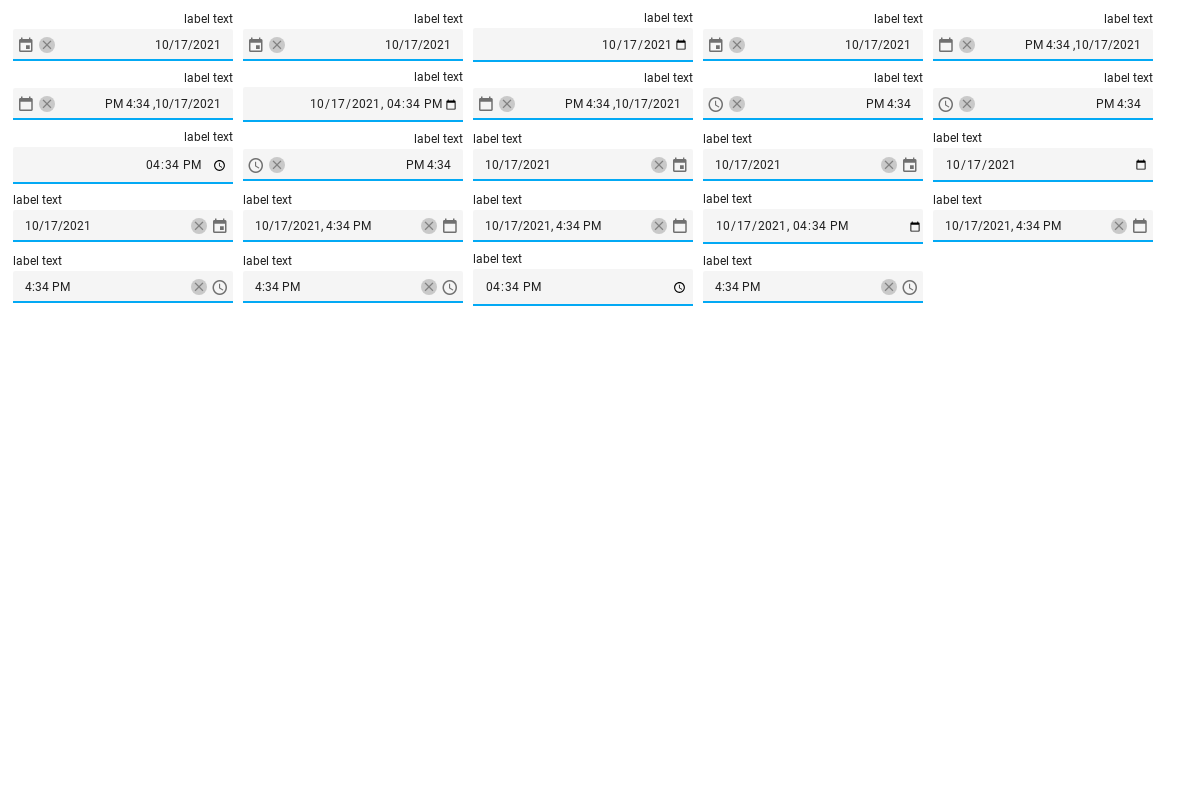 label text
label text
label text
label text
label text
10/17/2021
10/17/2021
10/17/2021
10/17/2021
PM 4:34 ,10/17/2021
label text
label text
label text
label text
label text
PM 4:34 ,10/17/2021
10/17/2021, 04:34 PM
PM 4:34 ,10/17/2021
PM 4:34
PM 4:34
label text
label text
label text
label text
label text
04:34 PM
PM 4:34
10/17/2021
10/17/2021
10/17/2021
label text
label text
label text
label text
label text
10/17/2021
10/17/2021, 4:34 PM
10/17/2021, 4:34 PM
10/17/2021, 04:34 PM
10/17/2021, 4:34 PM
label text
label text
label text
label text
4:34 PM
4:34 PM
04:34 PM
4:34 PM